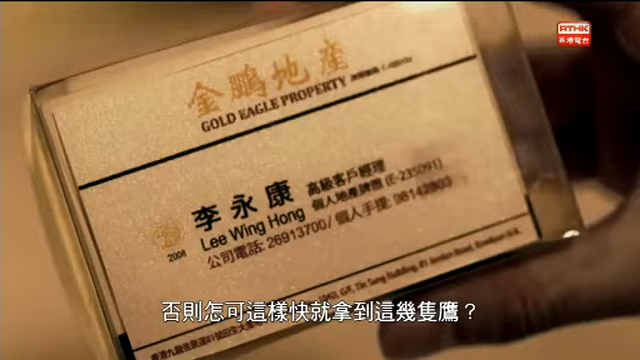 RTHK
香港電台
金鵬地產
GOLD EAGLE PROPERTY
李永康 高級客戶經理
Lee Wing Hong 個人地產牌照 (E-235091)
2008
公司電話: 26913700 / 個人手提: 98142803
否則怎可這樣快就拿到這幾隻鷹？